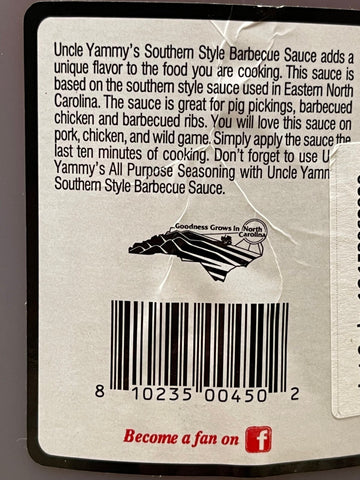 Uncle Yammy's Southern Style Barbecue Sauce adds a
unique flavor to the food you are cooking. This sauce is
based on the southern style sauce used in Eastern North
Carolina. The sauce is great for pig pickings, barbecued
chicken and barbecued ribs. You will love this sauce on
pork, chicken, and wild game. Simply apply sauce the
last ten minutes of cooking. Don't forget to use
Yammy's All Purpose Seasoning with Uncle
Southern Style Barbecue Sauce.
Goodness Grows In North
Carolina
8 10235 00450 2
Become a fan on f